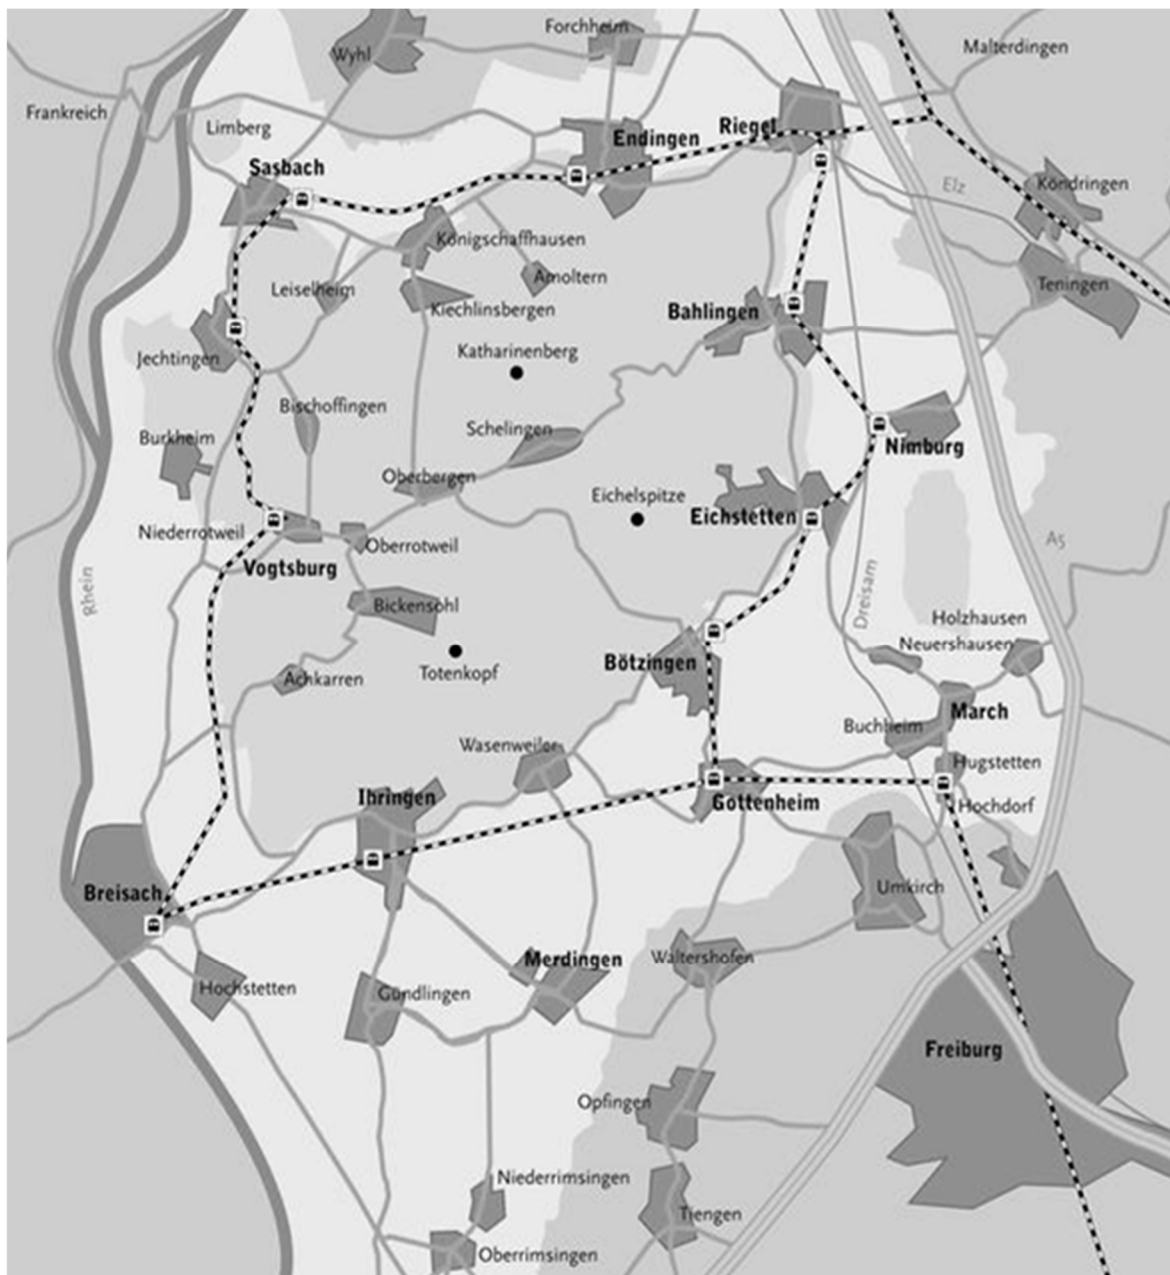 Forchheim
Malterdingen
Wyhl
Frankreich
Limberg
Endingen
Riegel
Sasbach
Elz
Köndringen
Königschaffhausen
Amoltern
Teningen
Leiselheim
Kiechlinsbergen
Bahlingen
Jechtingen
Katharinenberg
Bischoffingen
Schelingen
Burkheim
Nimburg
Oberbergen
Eichelspitze
Eichstetten
Niederrotweil
Oberrotweil
A5
Vogtsburg
Rhein
Dreisam
Bickensohl
Holzhausen
Neuershausen
Bötzingen
Totenkopf
Achkarren
March
Buchheim
Wasenweiler
Hugstetten
Ihringen
Gottenheim
Hochdorf
Breisach
Umkirch
Merdingen
Waltershofen
Hochstetten
Gündlingen
Freiburg
Opfingen
Niederrimsingen
Tiengen
Oberrimsingen